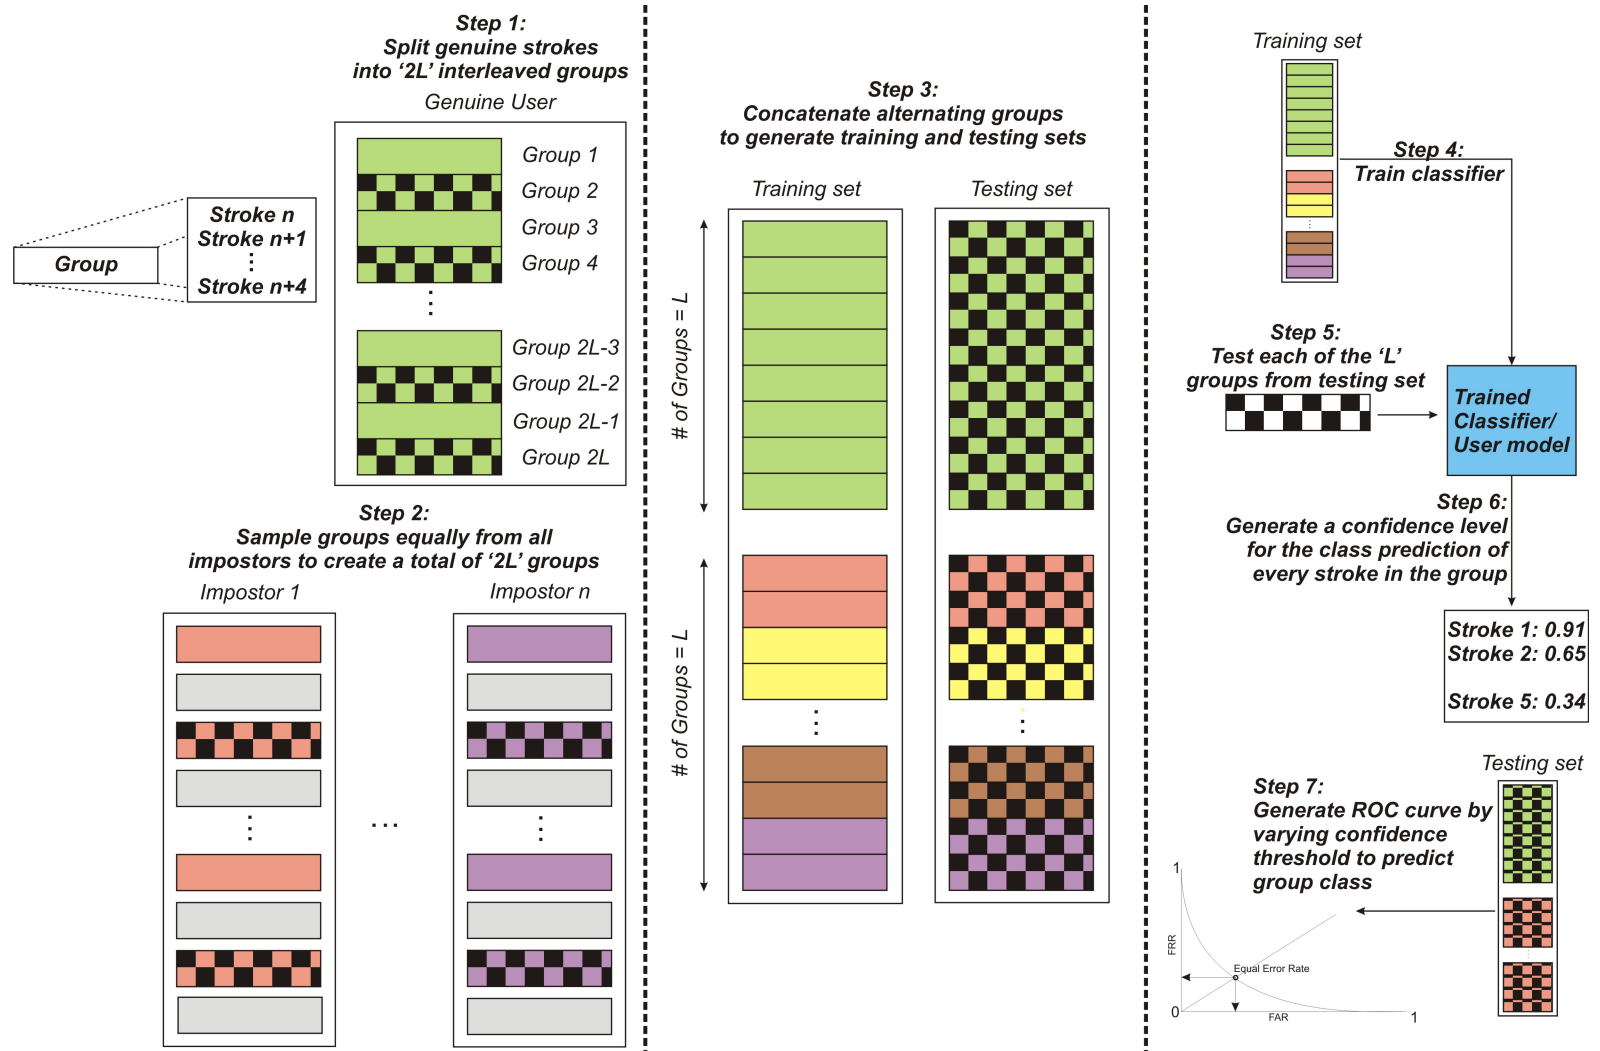 Step 1:
Split genuine strokes
into ‘2L’ interleaved groups
Genuine User
Group 1
Group 2
Group 3
Group 4
Group 2L-3
Group 2L-2
Group 2L-1
Group 2L
Group
Stroke n
Stroke n+1
Stroke n+4
Step 2:
Sample groups equally from all
impostors to create a total of ‘2L’ groups
Impostor 1
Impostor n
...
Step 3:
Concatenate alternating groups
to generate training and testing sets
Training set
Testing set
# of Groups = L
# of Groups = L
Training set
Step 4:
Train classifier
Step 5:
Test each of the ‘L’
groups from testing set
Trained
Classifier/
User model
Step 6:
Generate a confidence level
for the class prediction of
every stroke in the group
Stroke 1: 0.91
Stroke 2: 0.65
Stroke 5: 0.34
Testing set
Step 7:
Generate ROC curve by
varying confidence
threshold to predict
group class
1
FRR
Equal Error Rate
0
FAR
1